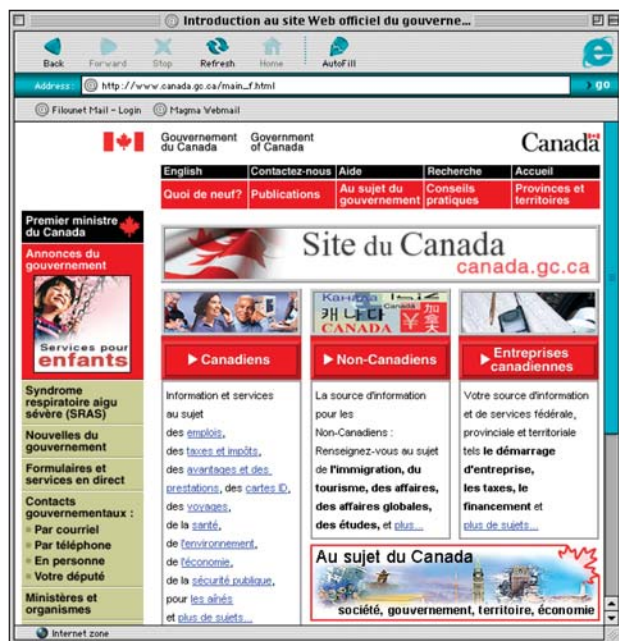 Introduction au site Web officiel du gouverne...
Back Forward Stop Refresh Home AutoFill
Address: http://www.canada.gc.ca/main_f.html go
Filounet Mail - Login Magma Webmail
Gouvernement du Canada
Government of Canada
Canada
English Contactez-nous Aide Recherche Accueil
Quoi de neuf? Publications Au sujet du gouvernement Conseils pratiques Provinces et territoires
Premier ministre
du Canada
Annonces du
gouvernement
Services pour
enfants
Syndrome
respiratoire aigu
sévère (SRAS)
Nouvelles du
gouvernement
Formulaires et
services en direct
Contacts
gouvernementaux :
Par courriel
Par téléphone
En personne
Votre député
Ministères et
organismes
Site du Canada
canada.gc.ca
Canadiens
Information et services
au sujet
des emplois,
des taxes et impôts,
des avantages et des
prestations, des cartes ID,
des voyages,
de la santé,
de l'environnement,
de l'économie,
de la sécurité publique,
pour les aînés
et plus de sujets...
캐 나 다
CANADA
加
拿
大
Non-Canadiens
La source d'information
pour les
Non-Canadiens :
Renseignez-vous au sujet
de l'immigration, du
tourisme, des affaires,
des affaires globales,
des études, et plus...
Entreprises
canadiennes
Votre source d'information
et de services fédérale,
provinciale et territoriale
tels le démarrage
d'entreprise,
les taxes, le
financement et
plus de sujets...
Au sujet du Canada
société, gouvernement, territoire, économie
Internet zone